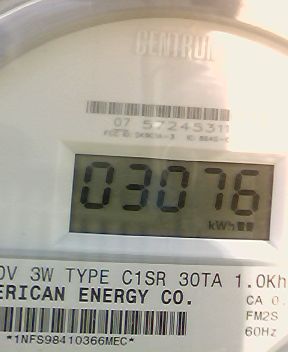 CENTRON
07 57245311
03076
kWh
0V 3W TYPE C1SR 30TA 1.0Kh
ERICAN ENERGY CO.
CA 0.
FM2S
60Hz
*1NFS98410366MEC*